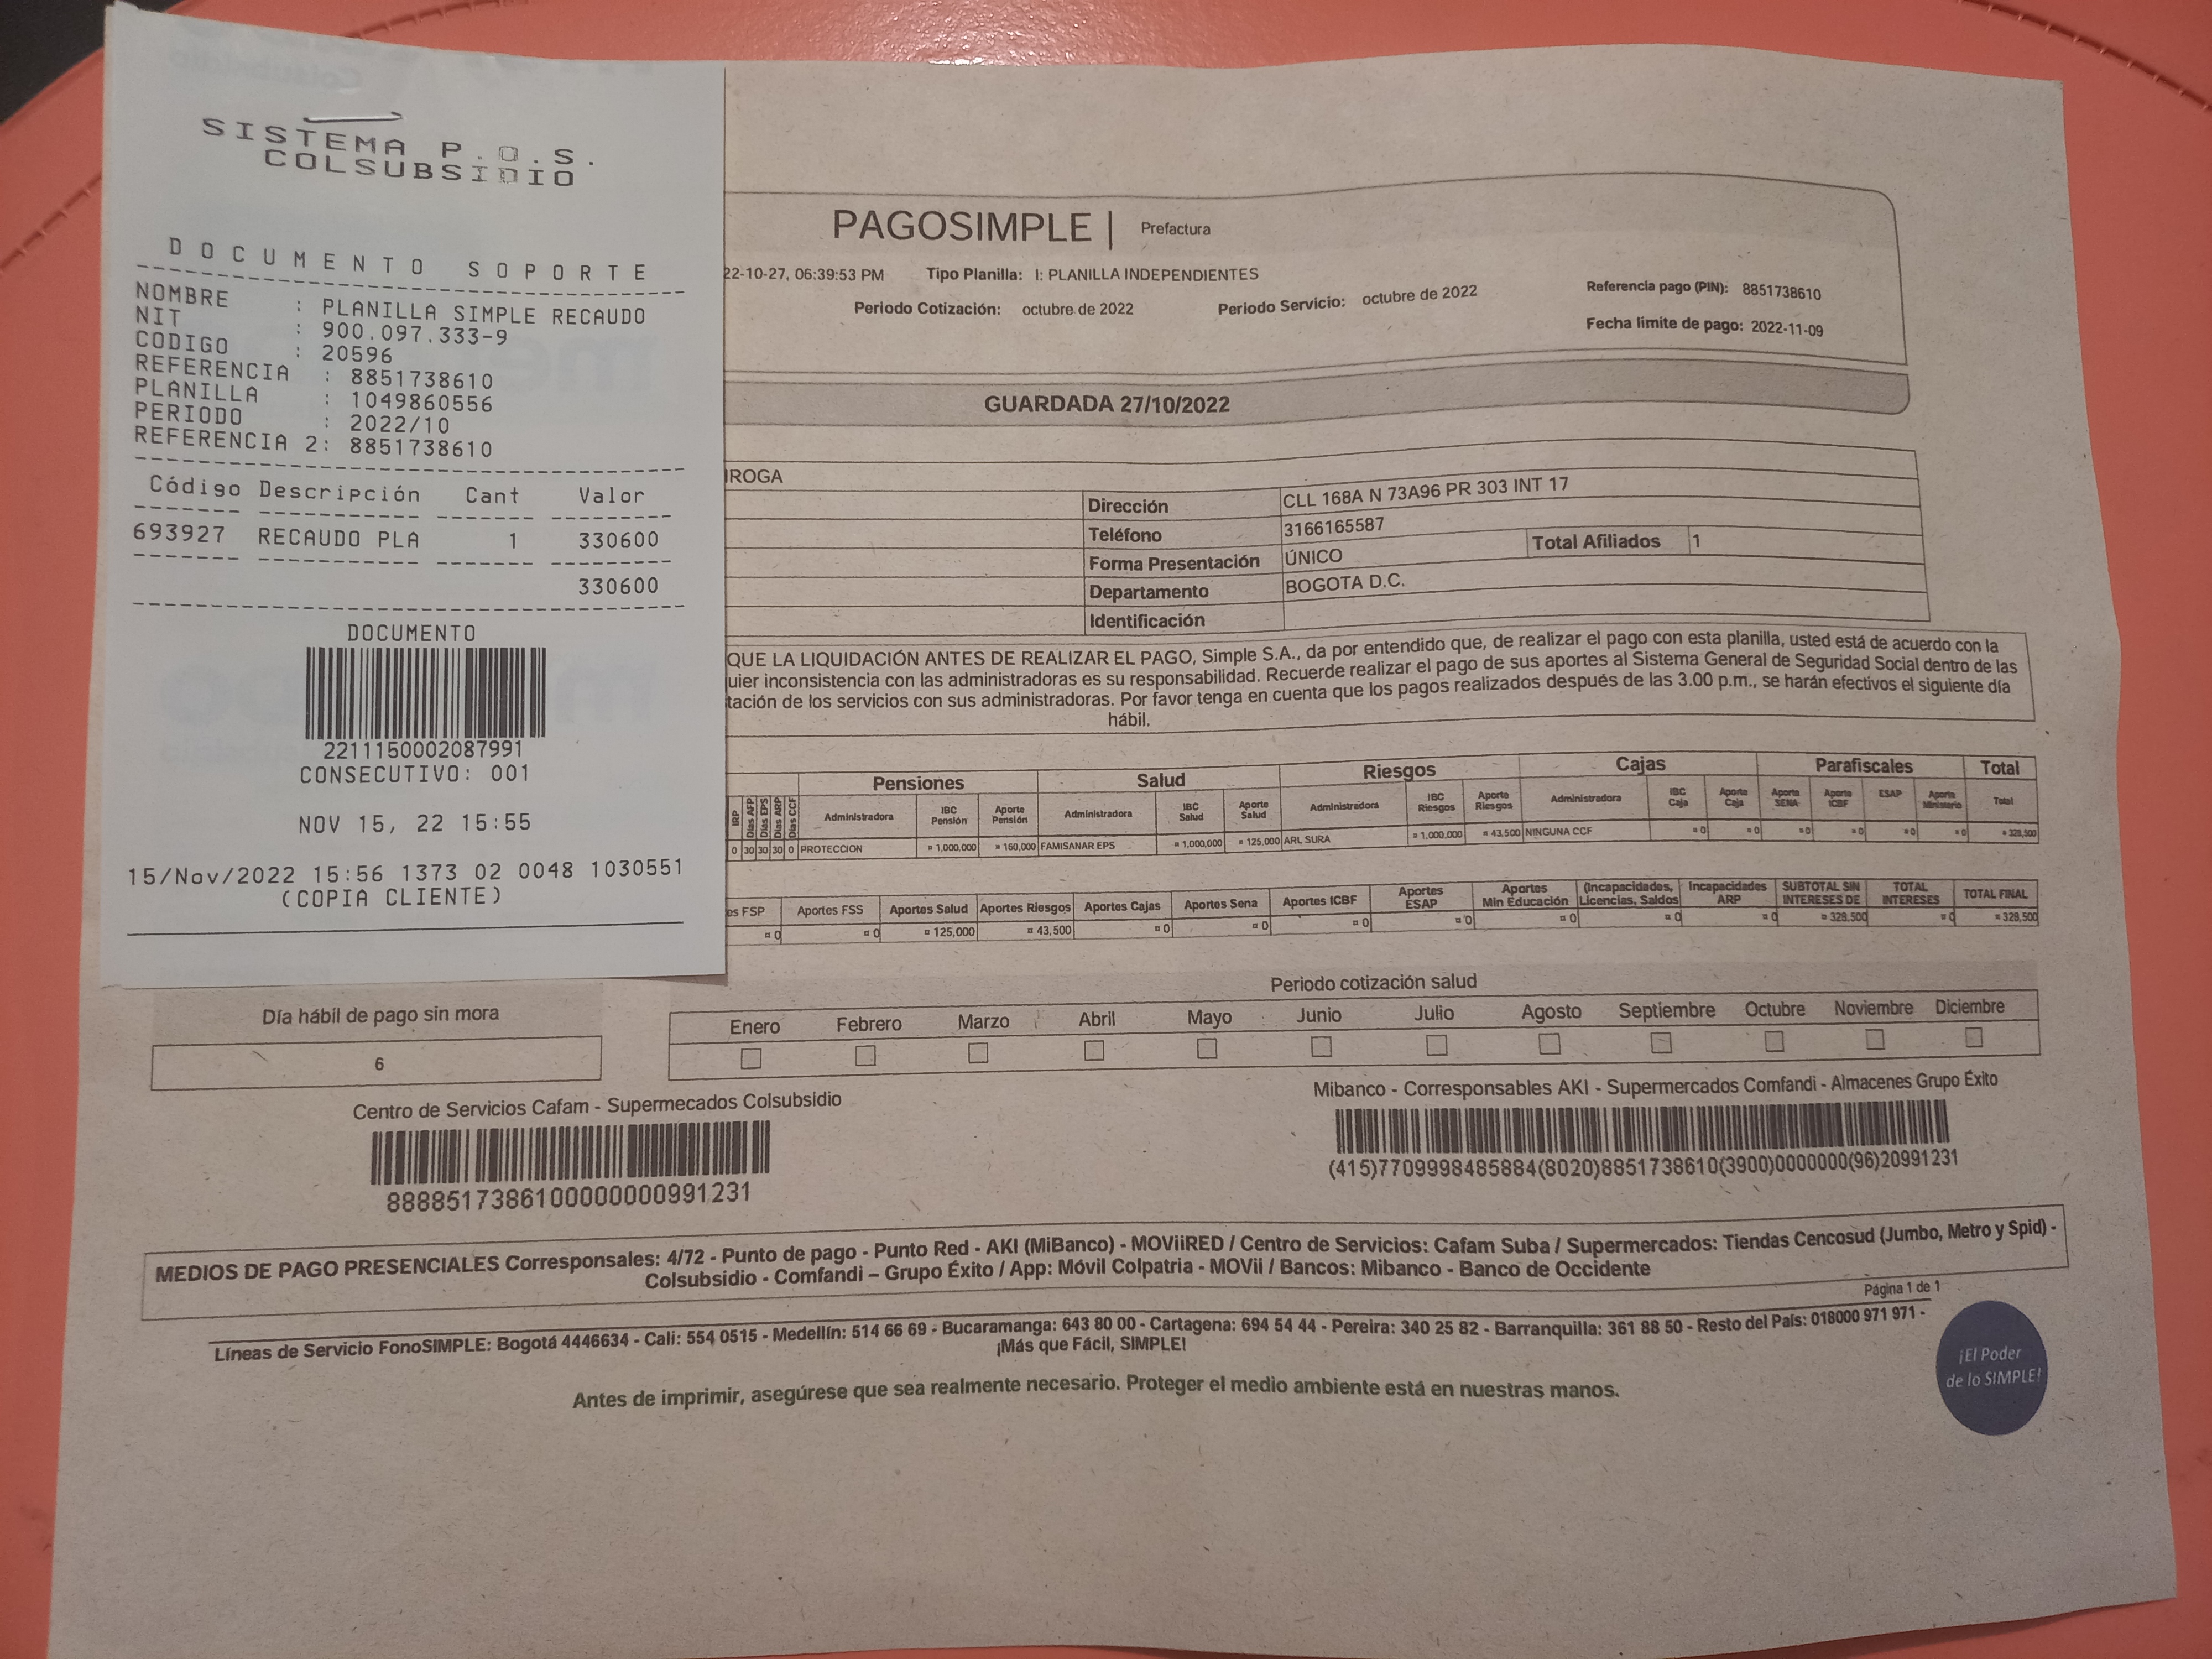 SISTEMA P.O.S.
COLSUBSIDIO
DOCUMENTO SOPORTE
NOMBRE : PLANILLA SIMPLE RECAUDO
NIT : 900.097.333-9
CODIGO : 20596
REFERENCIA : 8851738610
PLANILLA : 1049860556
PERIODO : 2022/10
REFERENCIA 2: 8851738610
Código Descripción Cant Valor
693927 RECAUDO PLA 1 330600
330600
DOCUMENTO
2211150002087991
CONSECUTIVO: 001
NOV 15, 22 15:55
15/Nov/2022 15:56 1373 02 0048 1030551
(COPIA CLIENTE)
PAGOSIMPLE | Prefactura
22-10-27, 06:39:53 PM Tipo Planilla: I: PLANILLA INDEPENDIENTES
Periodo Cotización: octubre de 2022 Periodo Servicio: octubre de 2022
Referencia pago (PIN): 8851738610
Fecha limite de pago: 2022-11-09
GUARDADA 27/10/2022
IROGA
Dirección CLL 168A N 73A96 PR 303 INT 17
Teléfono 3166165587
Forma Presentación ÚNICO Total Afiliados 1
Departamento BOGOTA D.C.
Identificación
QUE LA LIQUIDACIÓN ANTES DE REALIZAR EL PAGO, Simple S.A., da por entendido que, de realizar el pago con esta planilla, usted está de acuerdo con la
uier inconsistencia con las administradoras es su responsabilidad. Recuerde realizar el pago de sus aportes al Sistema General de Seguridad Social dentro de las
tación de los servicios con sus administradoras. Por favor tenga en cuenta que los pagos realizados después de las 3.00 p.m., se harán efectivos el siguiente día
hábil.
Pensiones Salud Riesgos Cajas Parafiscales Total
IRP Dias AFP Dias EPS Dias ARP Dias CCF Administradora IBC Pensión Aporte Pensión Administradora IBC Salud Aporte Salud Administradora IBC Riesgos Aporte Riesgos Administradora IBC Caja Aporte Caja Aporte SENA Aporte ICBF ESAP Aporte Ministerio Total
0 30 30 30 0 PROTECCION ¤ 1,000,000 ¤ 160,000 FAMISANAR EPS ¤ 1,000,000 ¤ 125,000 ARL SURA ¤ 1,000,000 ¤ 43,500 NINGUNA CCF ¤ 0 ¤ 0 ¤ 0 ¤ 0 ¤ 0 ¤ 0 ¤ 328,500
es FSP Aportes FSS Aportes Salud Aportes Riesgos Aportes Cajas Aportes Sena Aportes ICBF Aportes ESAP Aportes Min Educación (Incapacidades, Licencias, Saldos Incapacidades ARP SUBTOTAL SIN INTERESES DE TOTAL INTERESES TOTAL FINAL
¤ 0 ¤ 0 ¤ 125,000 ¤ 43,500 ¤ 0 ¤ 0 ¤ 0 ¤ 0 ¤ 0 ¤ 0 ¤ 0 ¤ 328,500 ¤ 0 ¤ 328,500
Día hábil de pago sin mora
6
Periodo cotización salud
Enero Febrero Marzo Abril Mayo Junio Julio Agosto Septiembre Octubre Noviembre Diciembre
Centro de Servicios Cafam - Supermecados Colsubsidio
8888517386100000000991231
Mibanco - Corresponsables AKI - Supermercados Comfandi - Almacenes Grupo Éxito
(415)7709998485884(8020)8851738610(3900)0000000(96)20991231
MEDIOS DE PAGO PRESENCIALES Corresponsales: 4/72 - Punto de pago - Punto Red - AKI (MiBanco) - MOViiRED / Centro de Servicios: Cafam Suba / Supermercados: Tiendas Cencosud (Jumbo, Metro y Spid) -
Colsubsidio - Comfandi – Grupo Éxito / App: Móvil Colpatria - MOVii / Bancos: Mibanco - Banco de Occidente
Página 1 de 1
Líneas de Servicio FonoSIMPLE: Bogotá 4446634 - Cali: 554 0515 - Medellín: 514 66 69 - Bucaramanga: 643 80 00 - Cartagena: 694 54 44 - Pereira: 340 25 82 - Barranquilla: 361 88 50 - Resto del País: 018000 971 971 -
¡Más que Fácil, SIMPLE!
¡El Poder
de lo SIMPLE!
Antes de imprimir, asegúrese que sea realmente necesario. Proteger el medio ambiente está en nuestras manos.